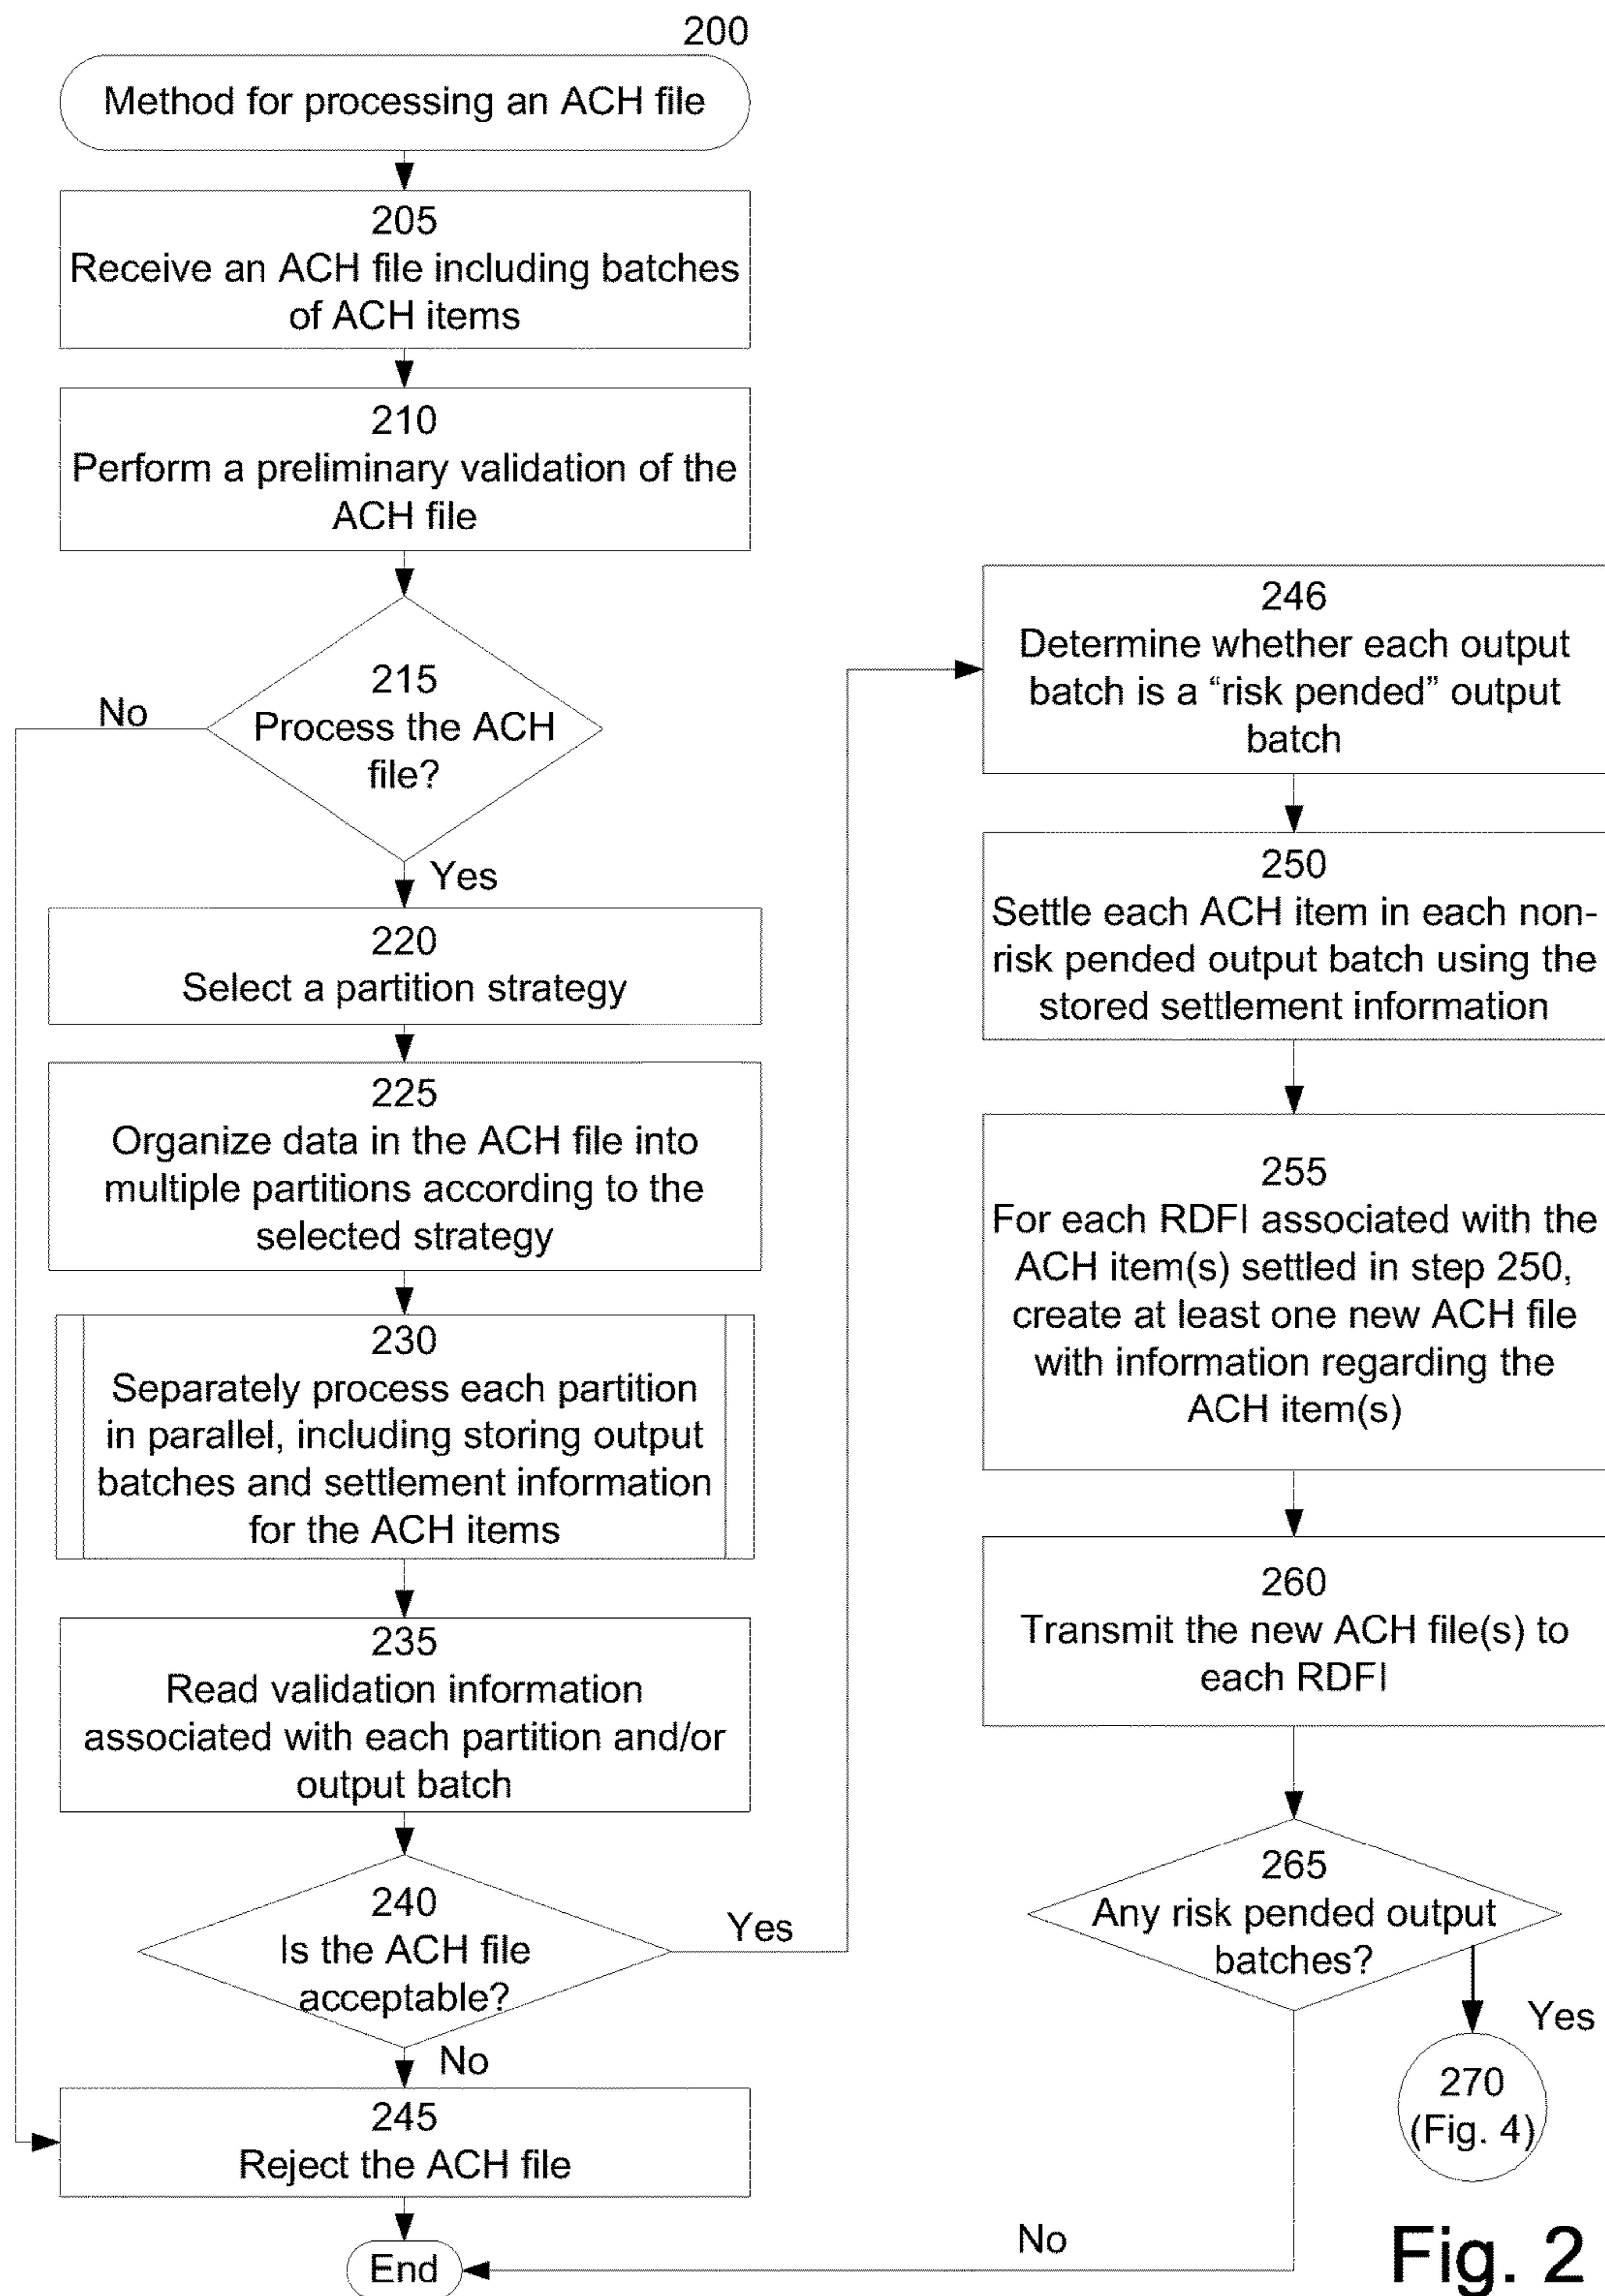 200
Method for processing an ACH file
205
Receive an ACH file including batches
of ACH items
210
Perform a preliminary validation of the
ACH file
215
Process the ACH
file?
No
Yes
220
Select a partition strategy
225
Organize data in the ACH file into
multiple partitions according to the
selected strategy
230
Separately process each partition
in parallel, including storing output
batches and settlement information
for the ACH items
235
Read validation information
associated with each partition and/or
output batch
240
Is the ACH file
acceptable?
Yes
No
245
Reject the ACH file
End
246
Determine whether each output
batch is a “risk pended” output
batch
250
Settle each ACH item in each non-
risk pended output batch using the
stored settlement information
255
For each RDFI associated with the
ACH item(s) settled in step 250,
create at least one new ACH file
with information regarding the
ACH item(s)
260
Transmit the new ACH file(s) to
each RDFI
265
Any risk pended output
batches?
Yes
270
(Fig. 4)
No
Fig. 2